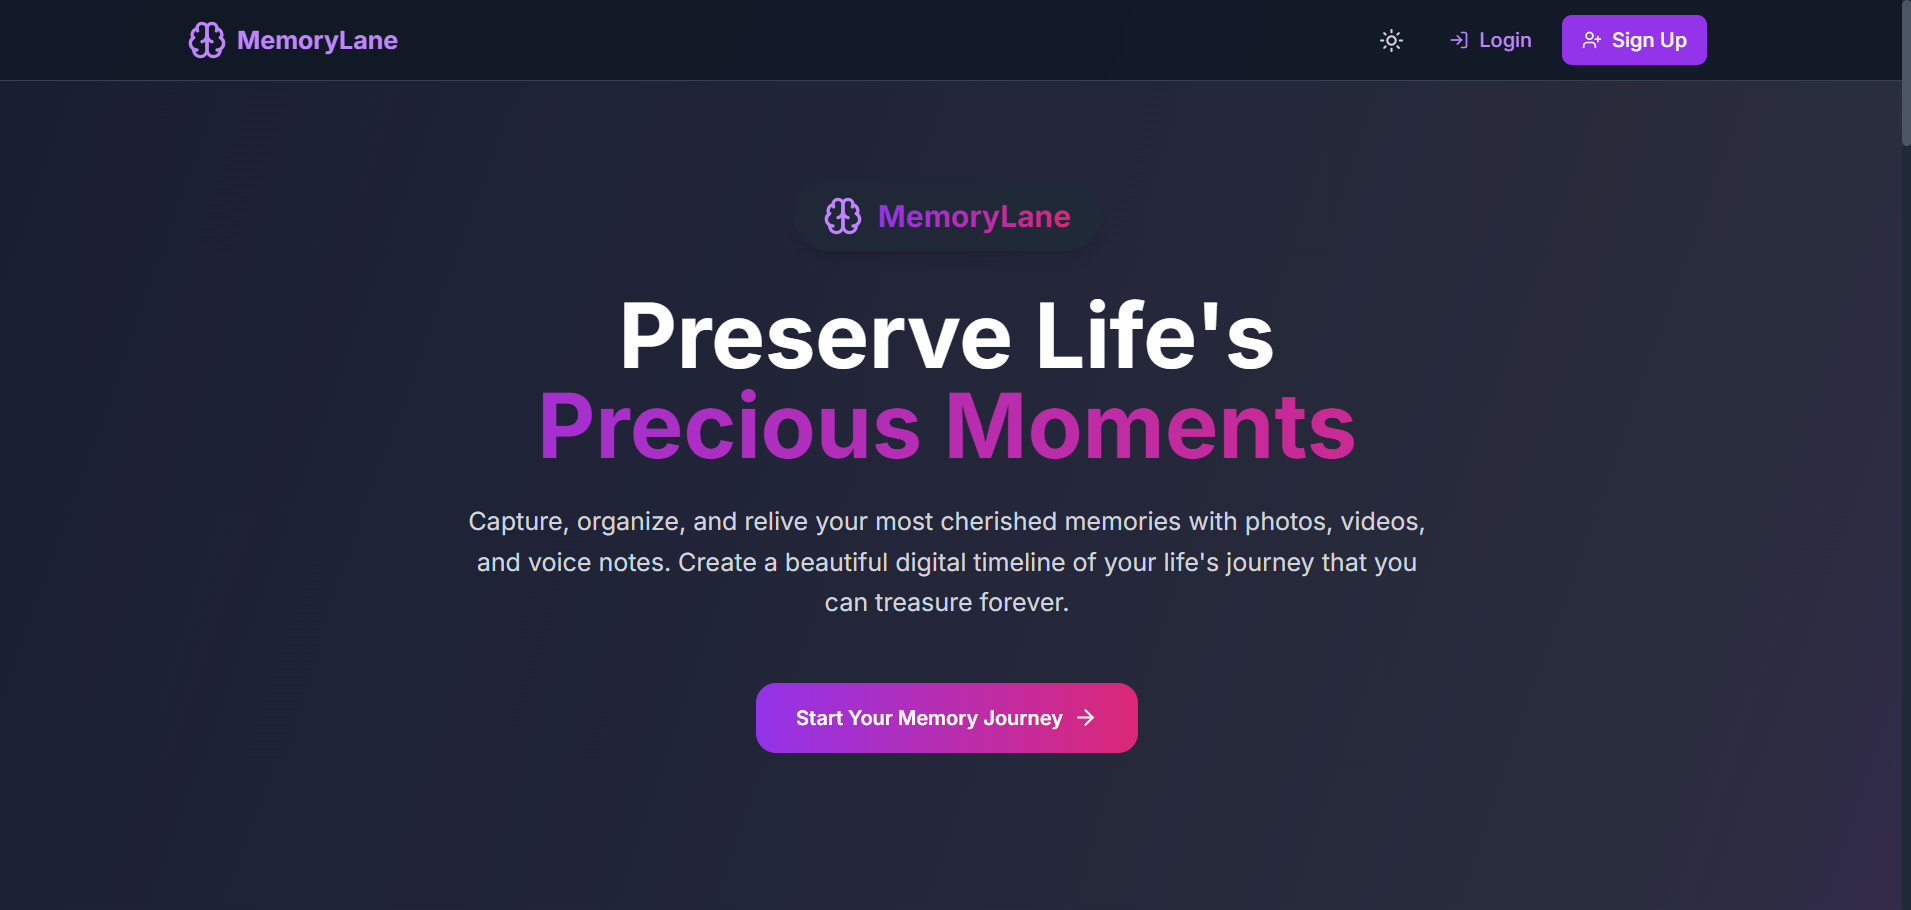 MemoryLane
Login
Sign Up
MemoryLane
Preserve Life's
Precious Moments
Capture, organize, and relive your most cherished memories with photos, videos,
and voice notes. Create a beautiful digital timeline of your life's journey that you
can treasure forever.
Start Your Memory Journey